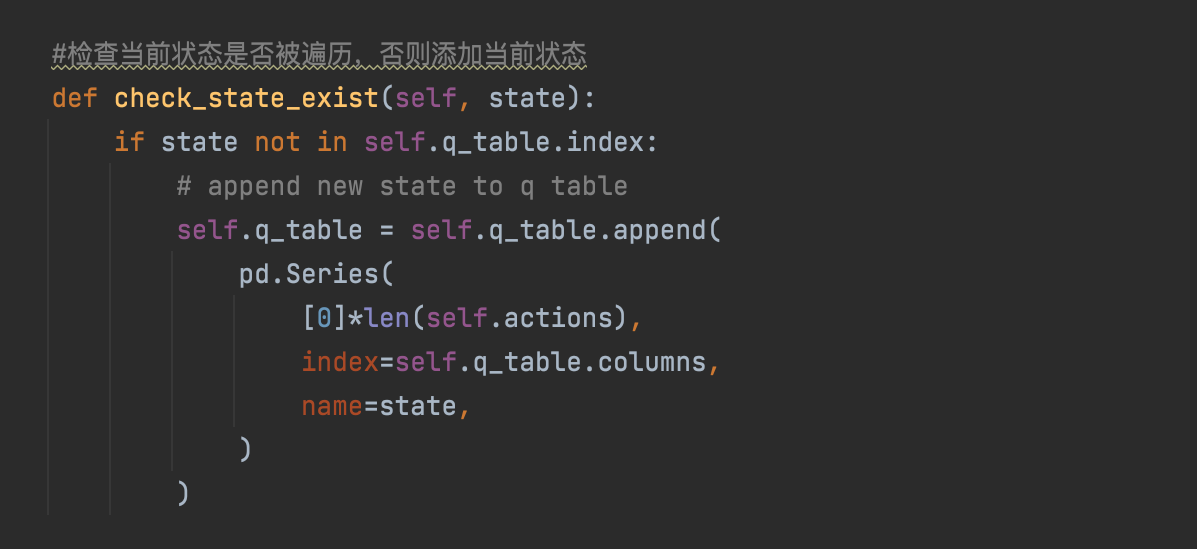 #检查当前状态是否被遍历，否则添加当前状态
def check_state_exist(self, state):
    if state not in self.q_table.index:
        # append new state to q table
        self.q_table = self.q_table.append(
            pd.Series(
                [0]*len(self.actions),
                index=self.q_table.columns,
                name=state,
            )
        )